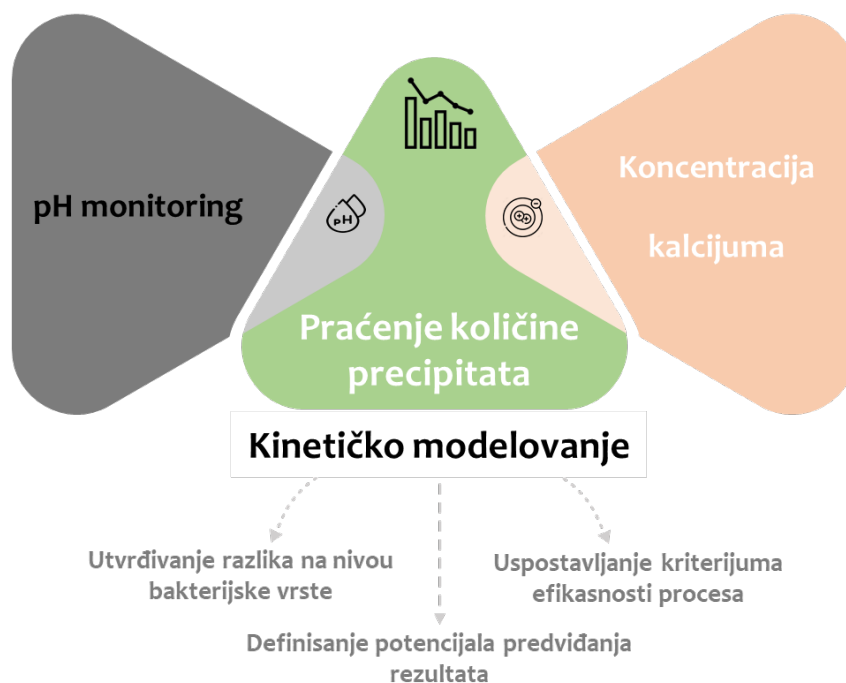 pH monitoring
pH
Koncentracija
kalcijuma
Praćenje količine
precipitata
Kinetičko modelovanje
Utvrđivanje razlika na nivou
bakterijske vrste
Uspostavljanje kriterijuma
efikasnosti procesa
Definisanje potencijala predviđanja
rezultata